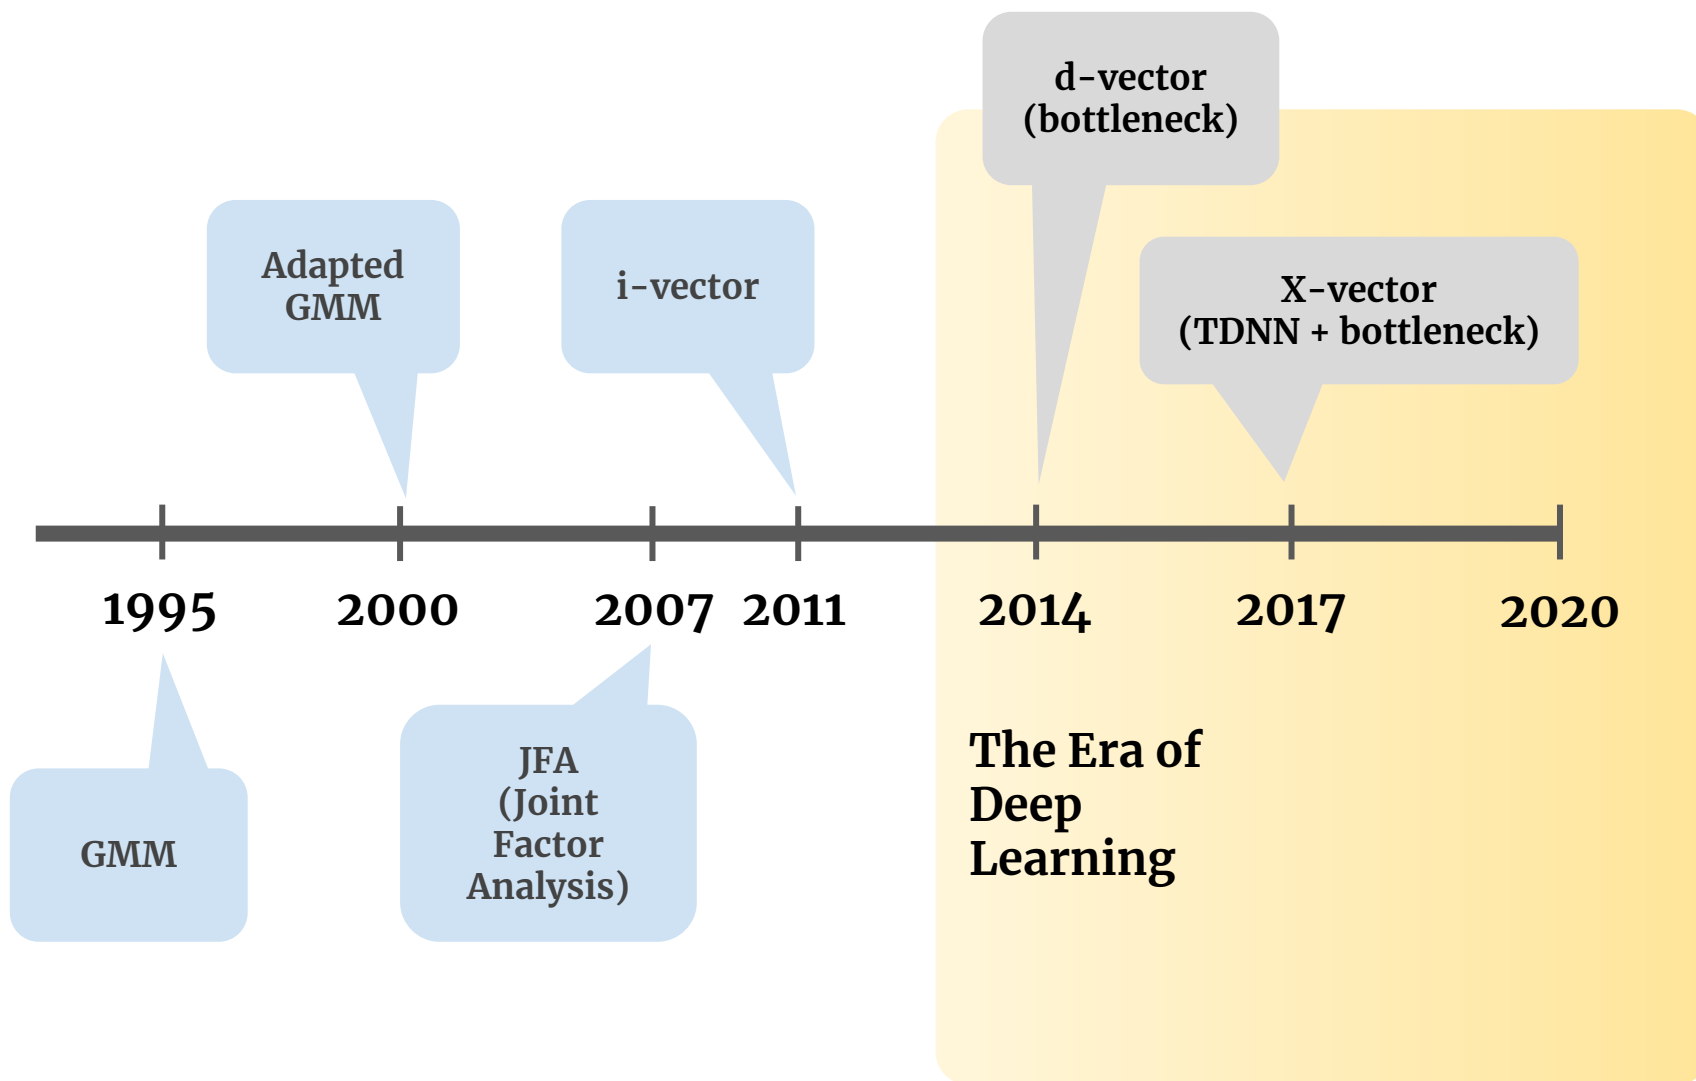 d-vector
(bottleneck)
Adapted
GMM
i-vector
X-vector
(TDNN + bottleneck)
1995
2000
2007
2011
2014
2017
2020
GMM
JFA
(Joint
Factor
Analysis)
The Era of
Deep
Learning